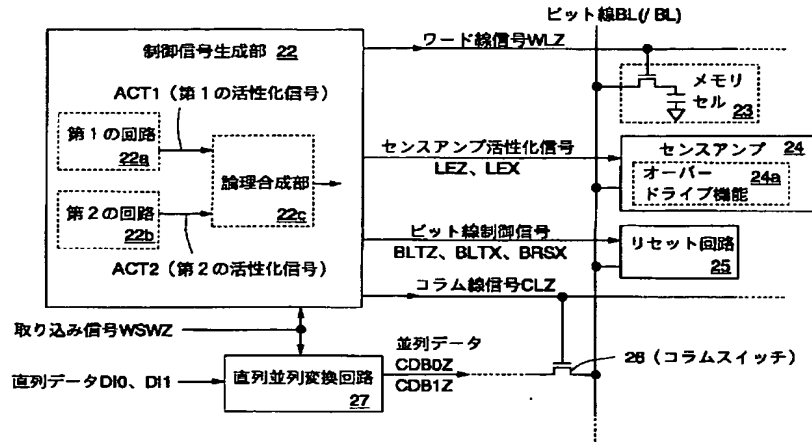 ビット線BL(/BL)
制御信号生成部 22
ワード線信号WLZ
ACT1(第1の活性化信号)
メモリ
セル
23
第1の回路
22a
論理合成部
22c
センスアンプ活性化信号
LEZ、LEX
センスアンプ 24
オーバー
ドライブ機能
24a
第2の回路
22b
ACT2(第2の活性化信号)
ビット線制御信号
BLTZ、BLTX、BRSX
リセット回路
25
コラム線信号CLZ
取り込み信号WSWZ
直列データDI0、DI1
直列並列変換回路
27
並列データ
CDB0Z
CDB1Z
26(コラムスイッチ)